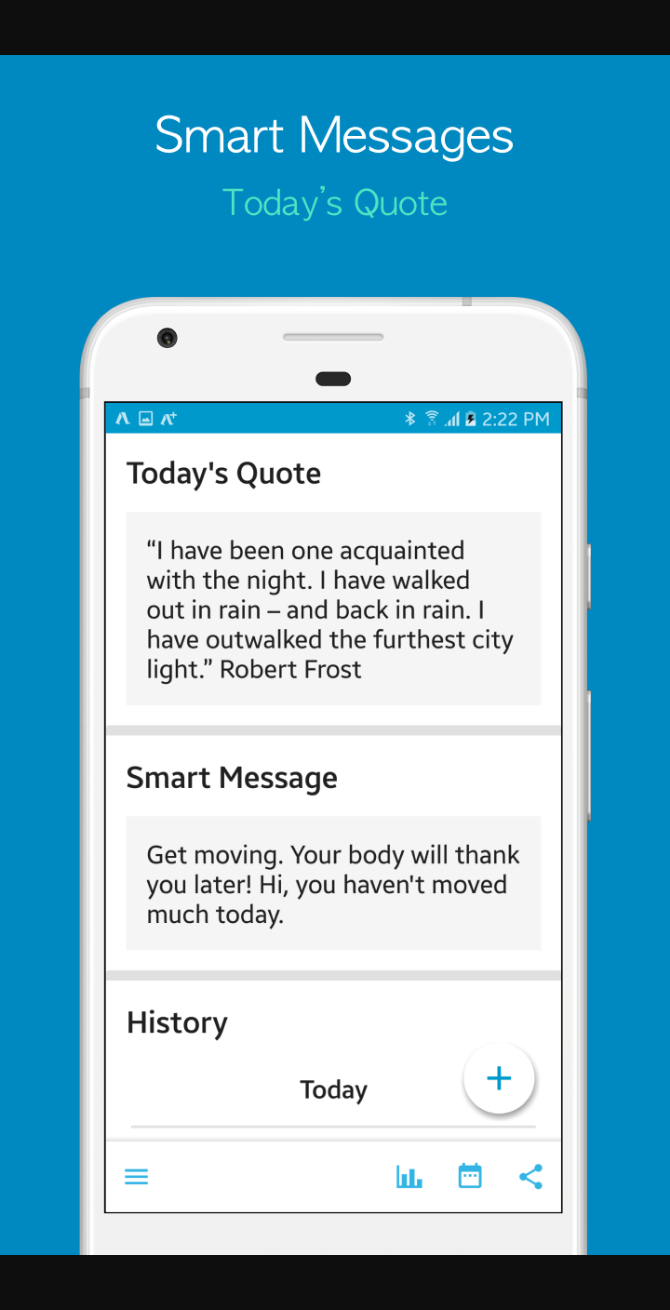 Smart Messages
Today's Quote
2:22 PM
Today's Quote
“I have been one acquainted
with the night. I have walked
out in rain – and back in rain. I
have outwalked the furthest city
light.” Robert Frost
Smart Message
Get moving. Your body will thank
you later! Hi, you haven't moved
much today.
History
Today